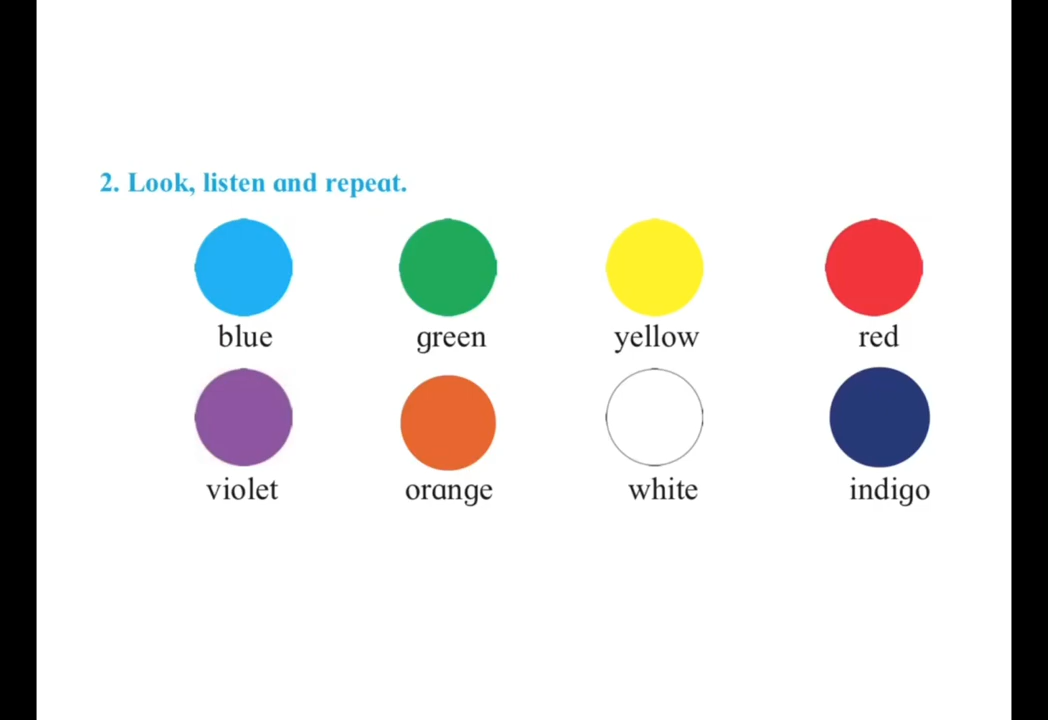 2. Look, listen and repeat.
blue green yellow red
violet orange white indigo